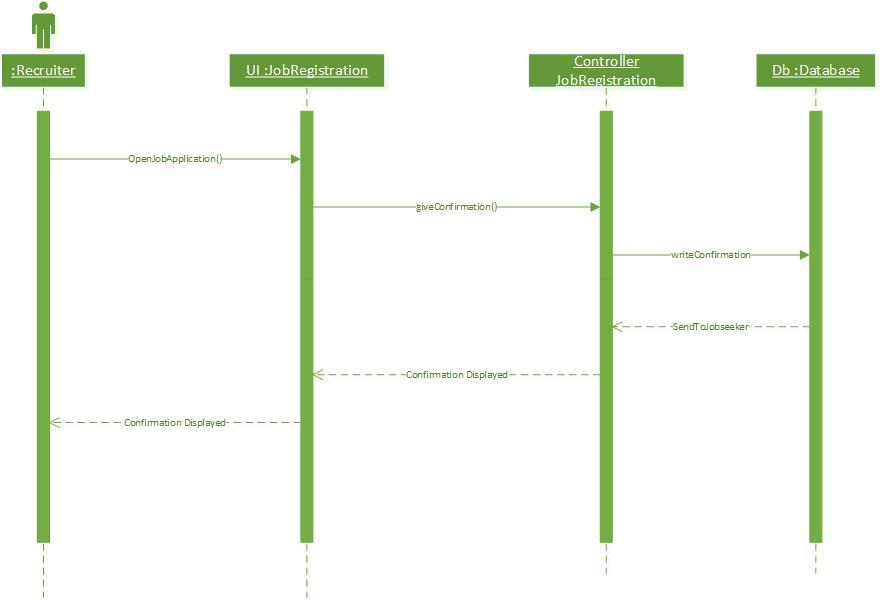 :Recruiter
UI :JobRegistration
Controller
JobRegistration
Db :Database
OpenJobApplication()
giveConfirmation()
writeConfirmation
SendToJobseeker
Confirmation Displayed
Confirmation Displayed